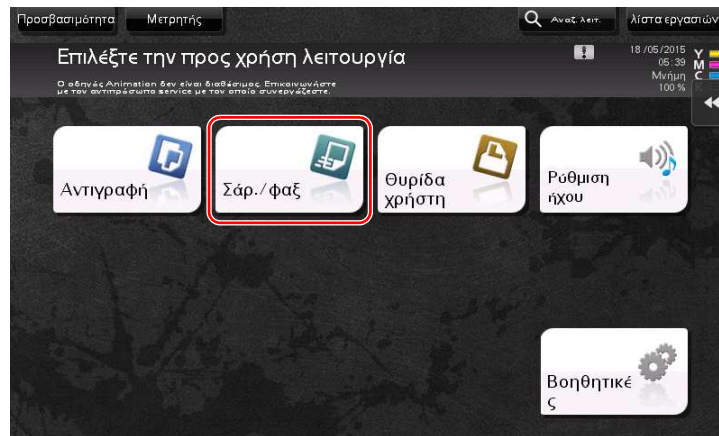 Προσβασιμότητα
Μετρητής
Αναζ. λειτ.
λίστα εργασιών
Επιλέξτε την προς χρήση λειτουργία
Ο οδηγός Animation δεν είναι διαθέσιμος. Επικοινωνήστε
με τον αντιπρόσωπο service με τον οποίο συνεργάζεστε.
18/05/2015
05:39
Μνήμη
100 %
Y
M
C
K
Αντιγραφή
Σάρ./φαξ
Θυρίδα
χρήστη
Ρύθμιση
ήχου
Βοηθητικέ
ς